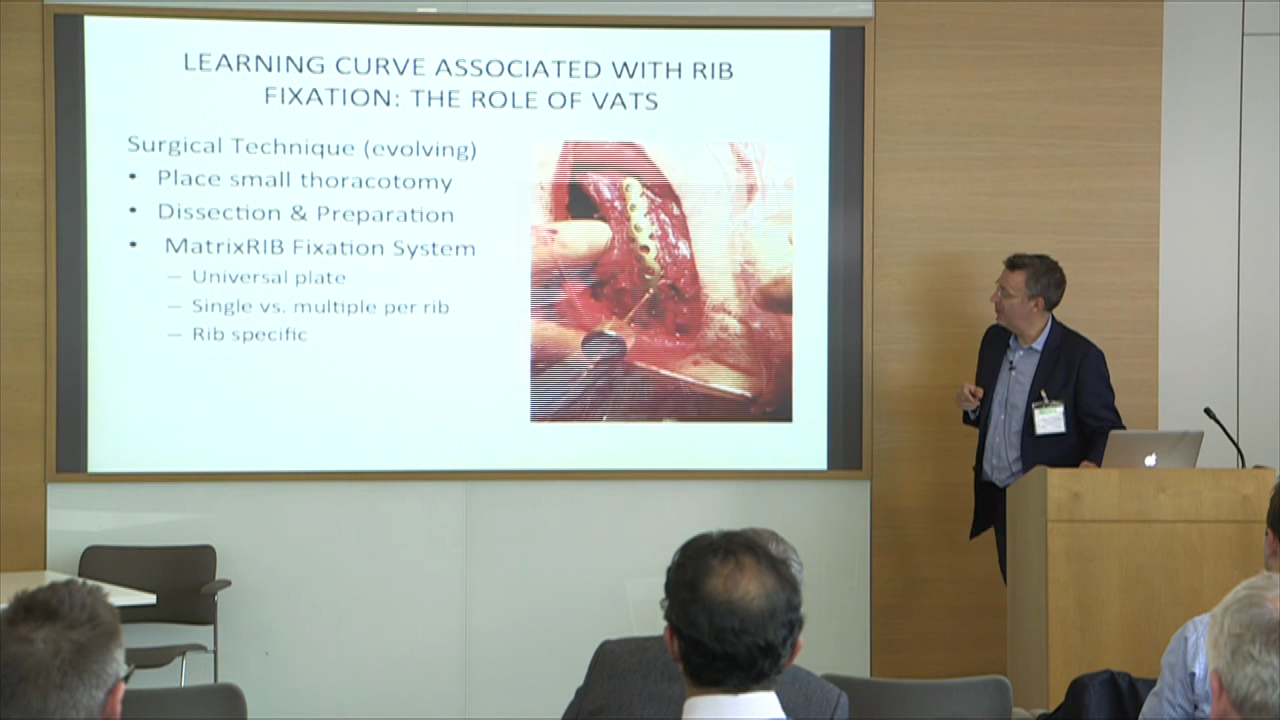 LEARNING CURVE ASSOCIATED WITH RIB
FIXATION: THE ROLE OF VATS
Surgical Technique (evolving)
• Place small thoracotomy
• Dissection & Preparation
• MatrixRIB Fixation System
– Universal plate
– Single vs. multiple per rib
– Rib specific